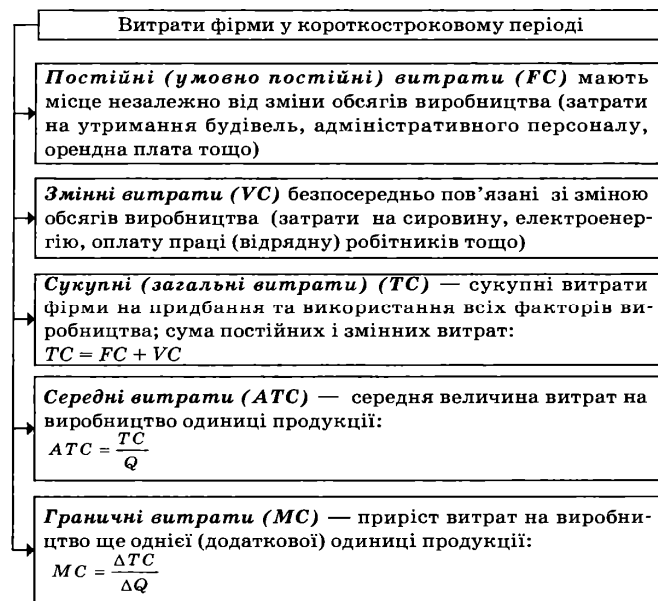 Витрати фірми у короткостроковому періоді
Постійні (умовно постійні) витрати (FC) мають
місце незалежно від зміни обсягів виробництва (затрати
на утримання будівель, адміністративного персоналу,
орендна плата тощо)
Змінні витрати (VC) безпосередньо пов’язані зі зміною
обсягів виробництва (затрати на сировину, електроенер-
гію, оплату праці (відрядну) робітників тощо)
Сукупні (загальні витрати) (TC) — сукупні витрати
фірми на придбання та використання всіх факторів ви-
робництва; сума постійних і змінних витрат:
TC = FC + VC
Середні витрати (ATC) — середня величина витрат на
виробництво одиниці продукції:
ATC = TC / Q
Граничні витрати (MC) — приріст витрат на виробни-
цтво ще однієї (додаткової) одиниці продукції:
MC = ΔTC / ΔQ